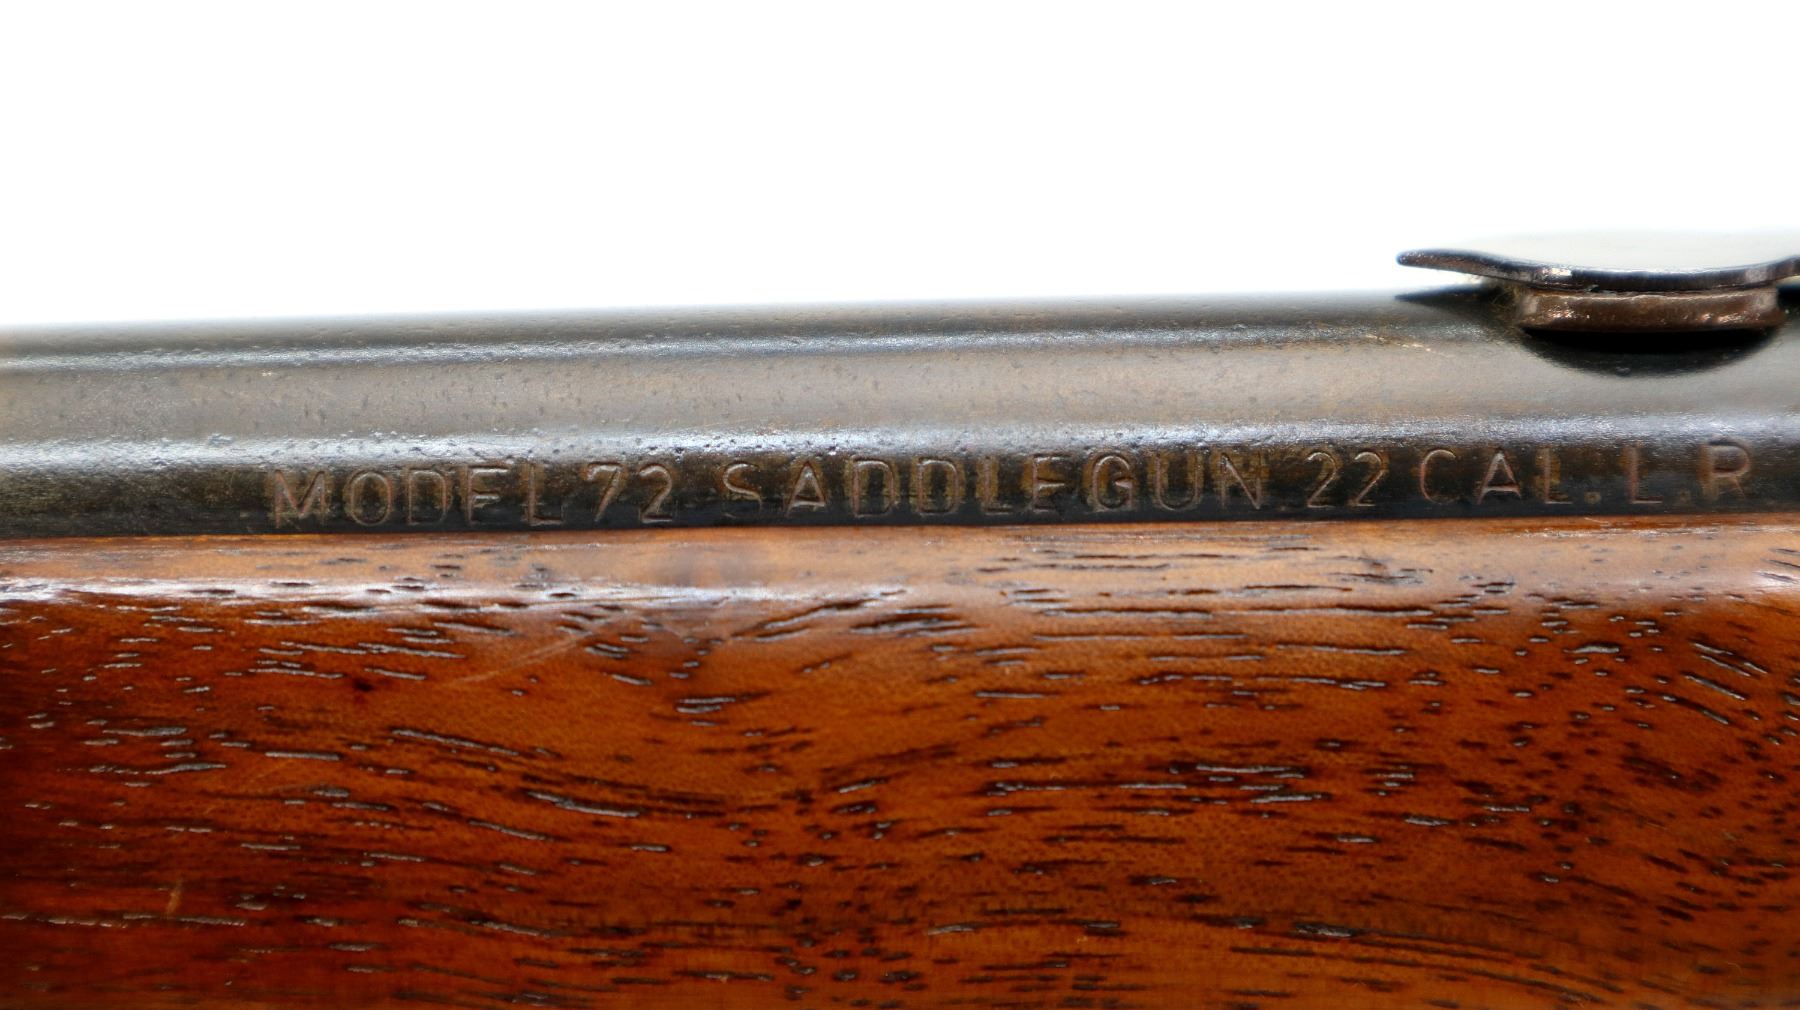 MODEL 72 SADDLEGUN 22 CAL. L.R